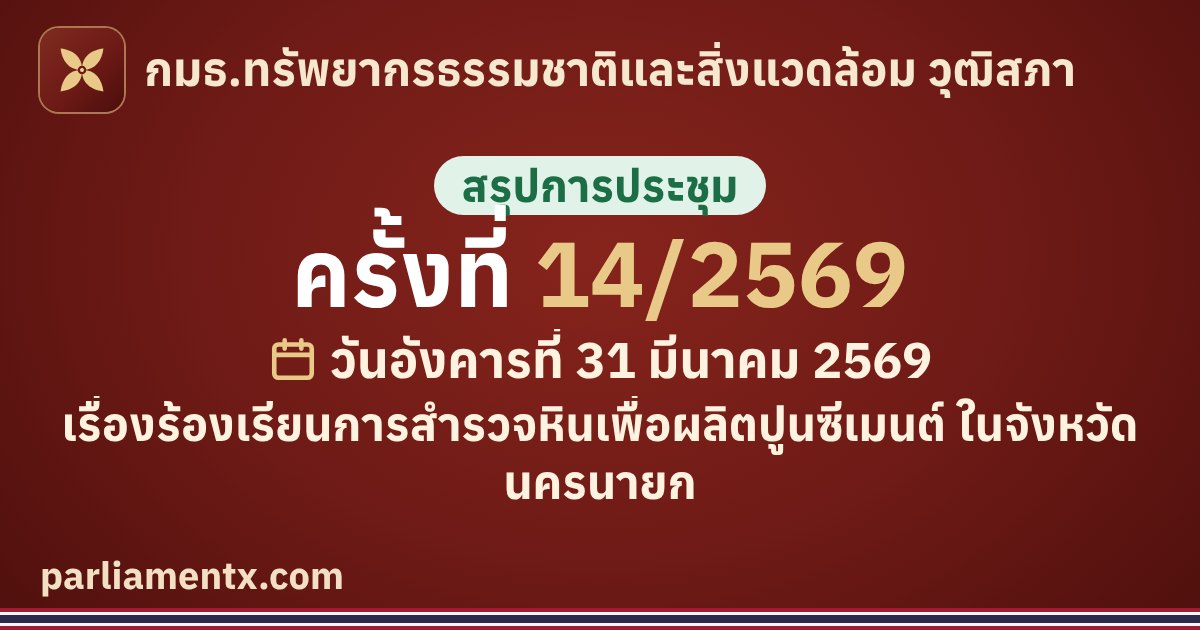 กมธ.ทรัพยากรธรรมชาติและสิ่งแวดล้อม วุฒิสภา
สรุปการประชุม
ครั้งที่ 14/2569
วันอังคารที่ 31 มีนาคม 2569
เรื่องร้องเรียนการสำรวจหินเพื่อผลิตปูนซีเมนต์ ในจังหวัด
นครนายก
parliamentx.com